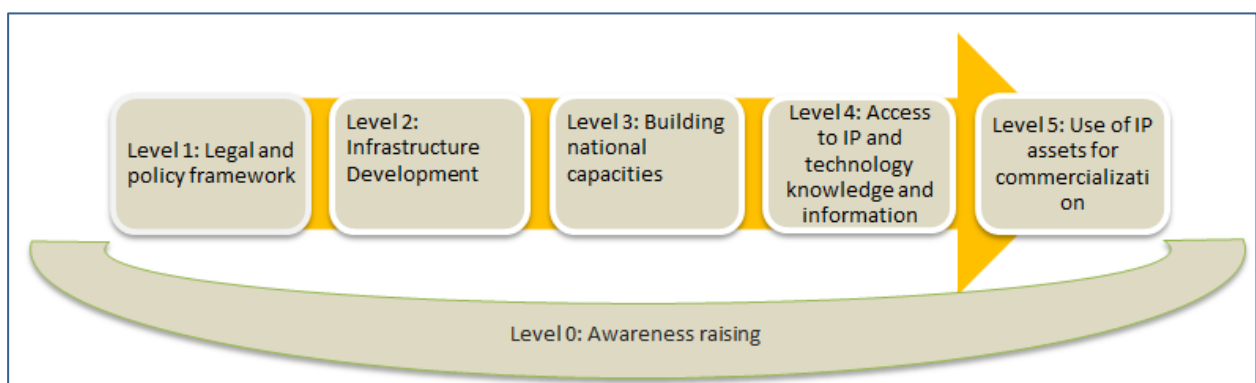 Level 1: Legal and
policy framework
Level 2:
Infrastructure
Development
Level 3: Building
national
capacities
Level 4: Access
to IP and
technology
knowledge and
information
Level 5: Use of IP
assets for
commercializati
on
Level 0: Awareness raising